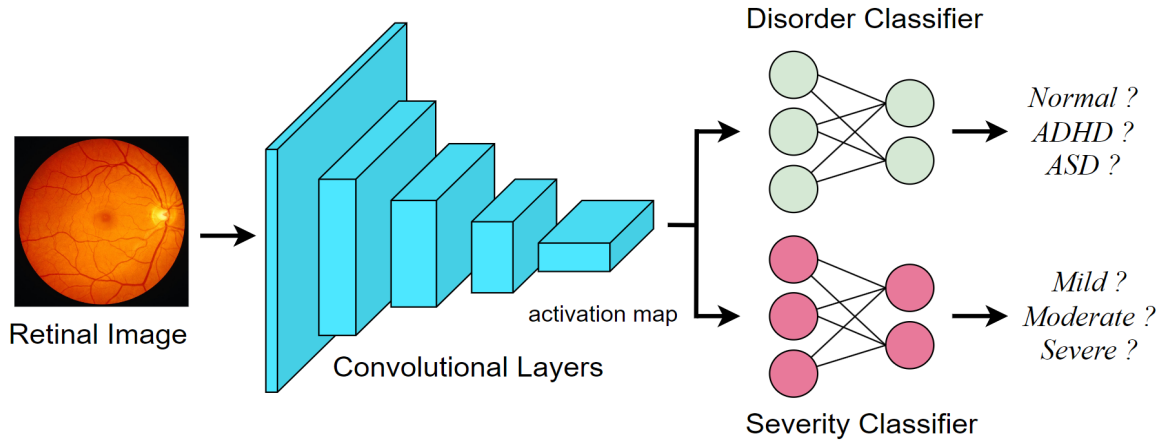 Disorder Classifier
Normal ?
ADHD ?
ASD ?
Retinal Image
activation map
Convolutional Layers
Mild ?
Moderate ?
Severe ?
Severity Classifier